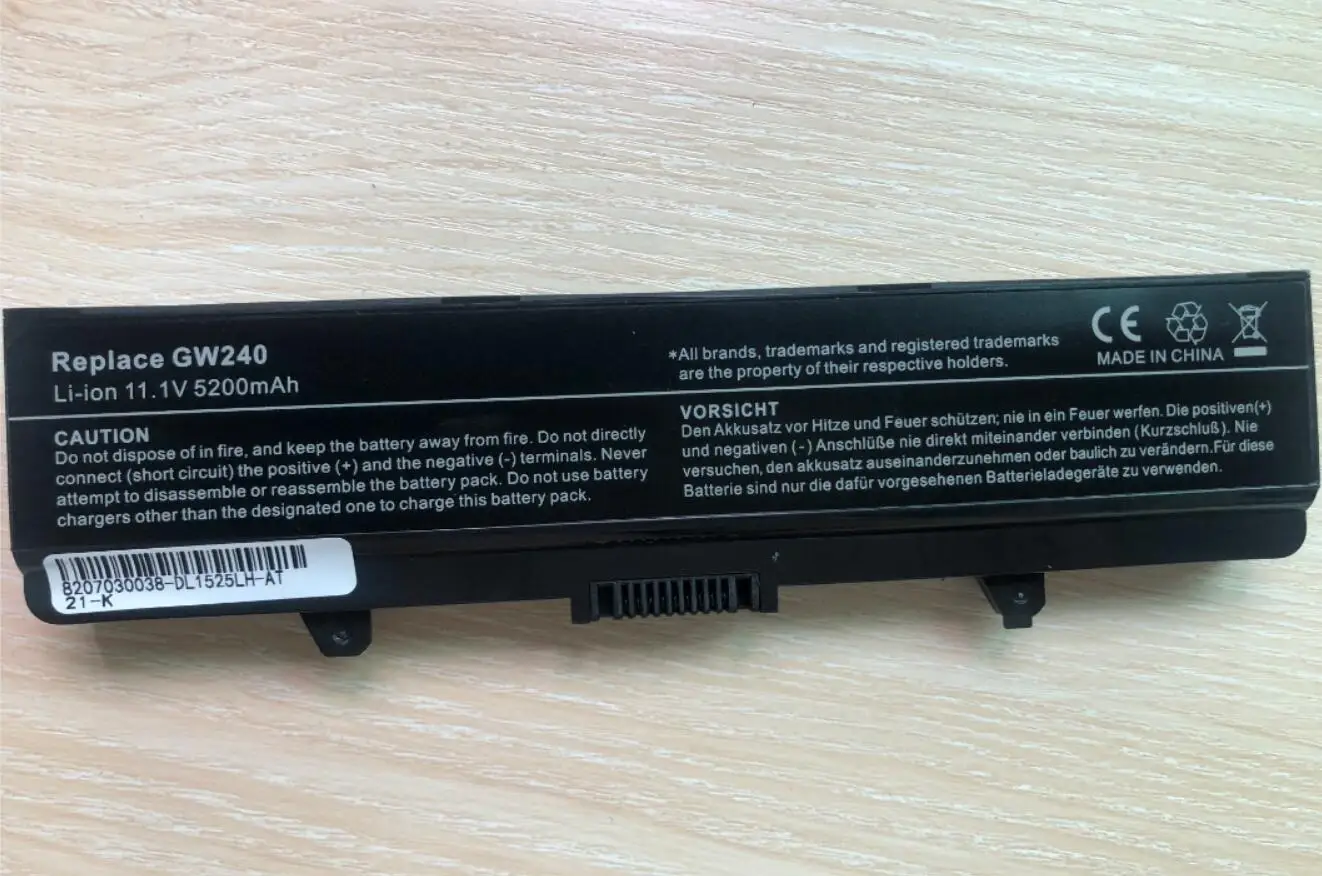 Replace GW240
Li-ion 11.1V 5200mAh
*All brands, trademarks and registered trademarks
are the property of their respective holders.
CE
MADE IN CHINA
CAUTION
Do not dispose of in fire, and keep the battery away from fire. Do not directly
connect (short circuit) the positive (+) and the negative (-) terminals. Never
attempt to disassemble or reassemble the battery pack. Do not use battery
chargers other than the designated one to charge this battery pack.
VORSICHT
Den Akkusatz vor Hitze und Feuer schützen; nie in ein Feuer werfen. Die positiven(+)
und negativen (-) Anschlüße nie direkt miteinander verbinden (Kurzschluß). Nie
versuchen, den akkusatz auseinanderzunehmen oder baulich zu verändern.Für diese
Batterie sind nur die dafür vorgesehenen Batterieladegeräte zu verwenden.
8207030038-DL1525LH-AT
21-K